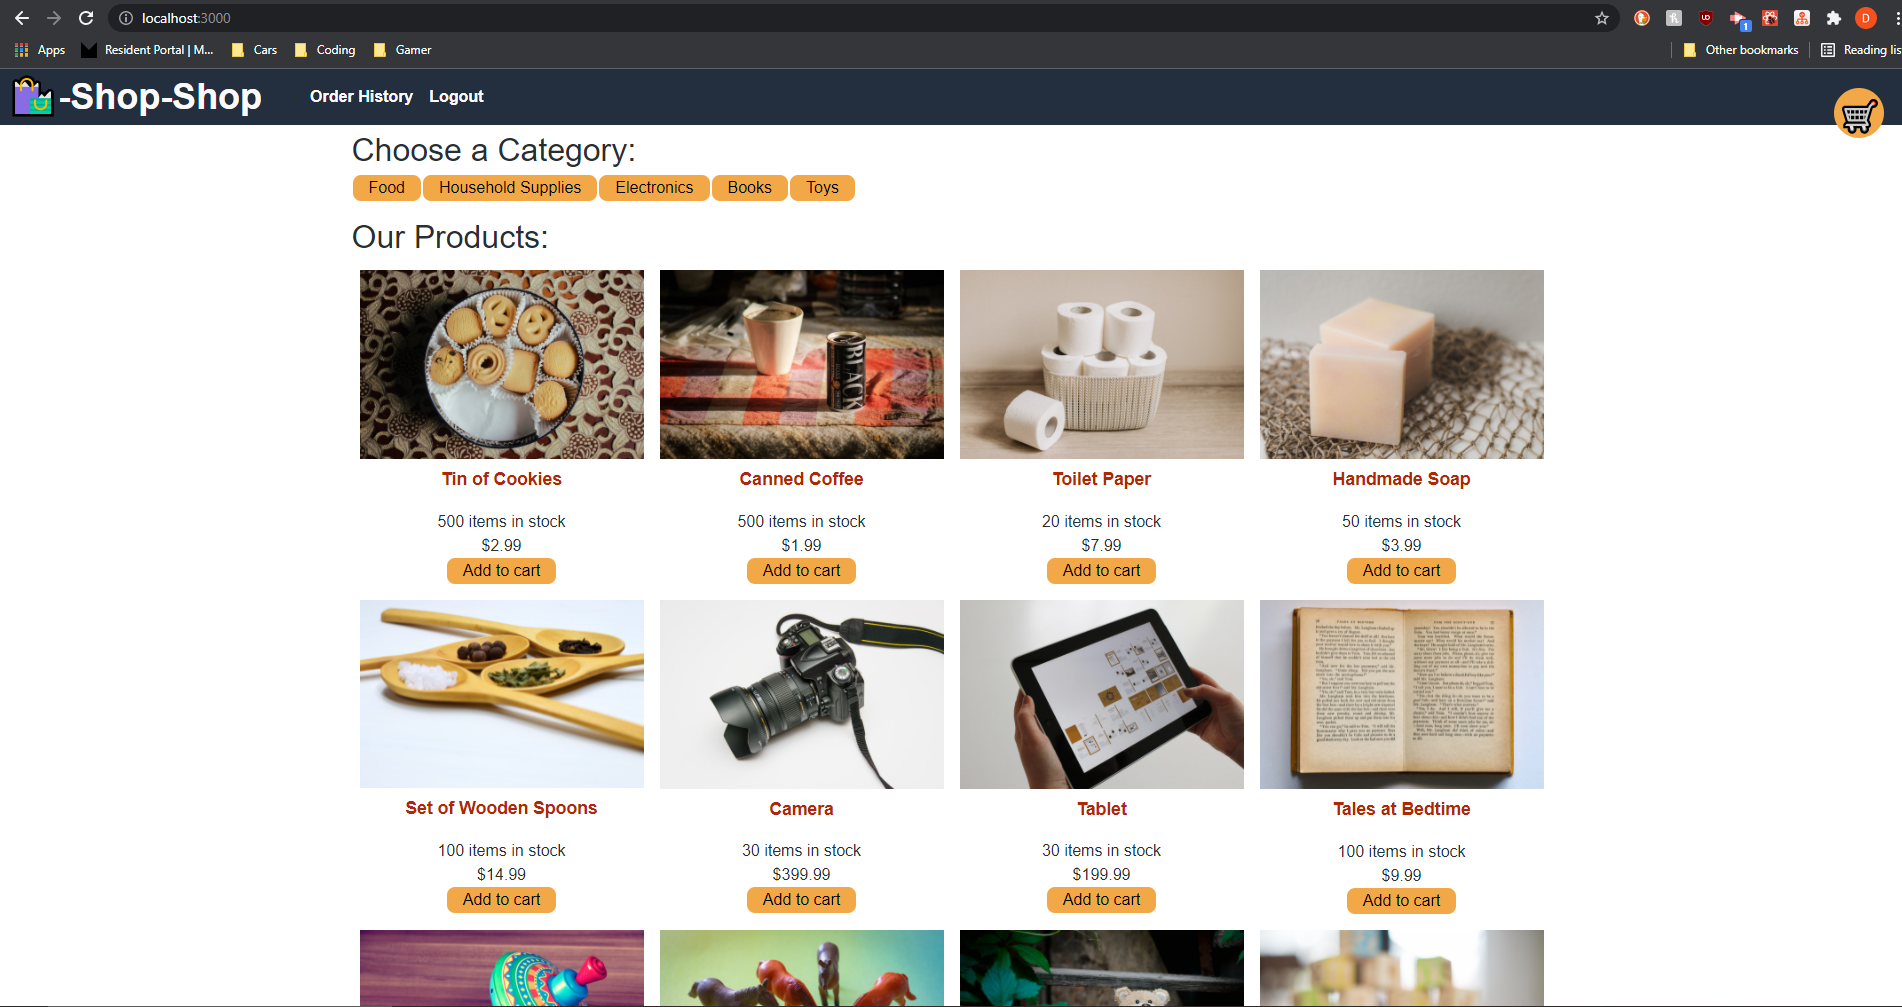 localhost:3000
Apps Resident Portal | M... Cars Coding Gamer Other bookmarks Reading lis
-Shop-Shop Order History Logout
Choose a Category:
Food Household Supplies Electronics Books Toys
Our Products:
BLACK
Tin of Cookies Canned Coffee Toilet Paper Handmade Soap
500 items in stock 500 items in stock 20 items in stock 50 items in stock
$2.99 $1.99 $7.99 $3.99
Add to cart Add to cart Add to cart Add to cart
Set of Wooden Spoons Camera Tablet Tales at Bedtime
100 items in stock 30 items in stock 30 items in stock 100 items in stock
$14.99 $399.99 $199.99 $9.99
Add to cart Add to cart Add to cart Add to cart